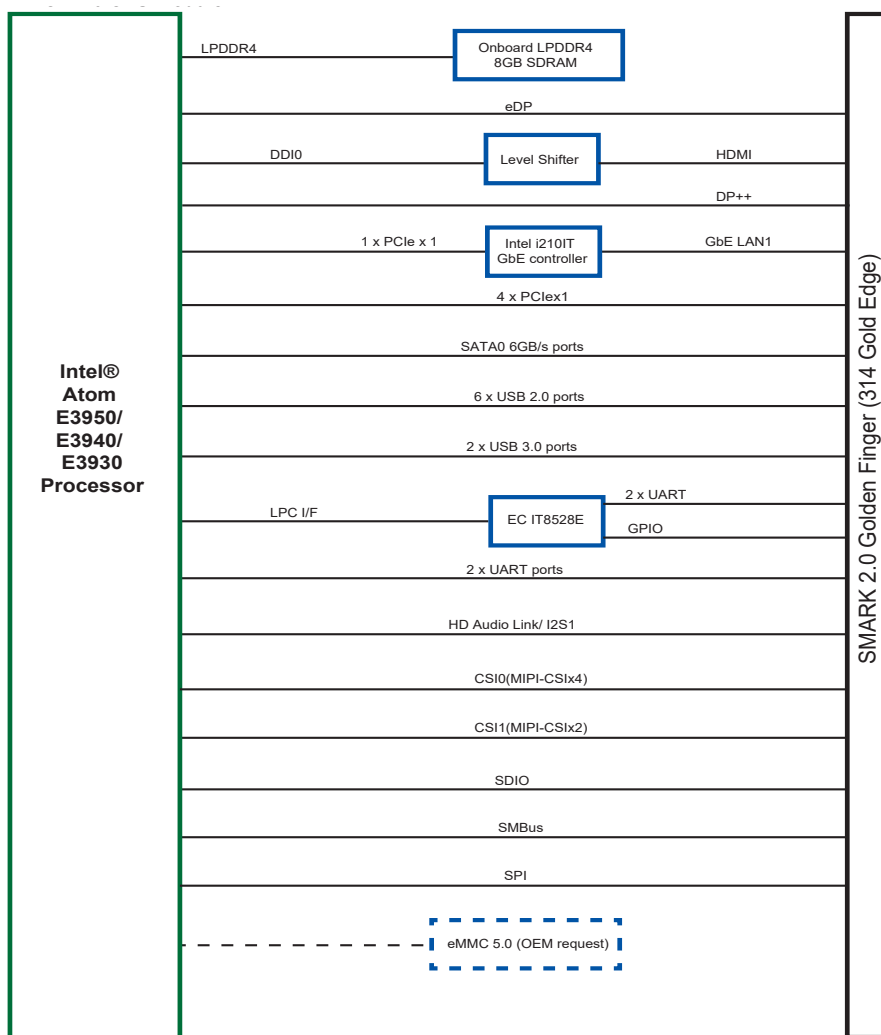 LPDDR4
Onboard LPDDR4
8GB SDRAM
eDP
DDI0
Level Shifter
HDMI
DP++
1 x PCIe x 1
Intel i210IT
GbE controller
GbE LAN1
4 x PCIex1
SATA0 6GB/s ports
Intel®
Atom
E3950/
E3940/
E3930
Processor
6 x USB 2.0 ports
2 x USB 3.0 ports
LPC I/F
EC IT8528E
2 x UART
GPIO
2 x UART ports
HD Audio Link/ I2S1
CSI0(MIPI-CSIx4)
CSI1(MIPI-CSIx2)
SDIO
SMBus
SPI
eMMC 5.0 (OEM request)
SMARK 2.0 Golden Finger (314 Gold Edge)